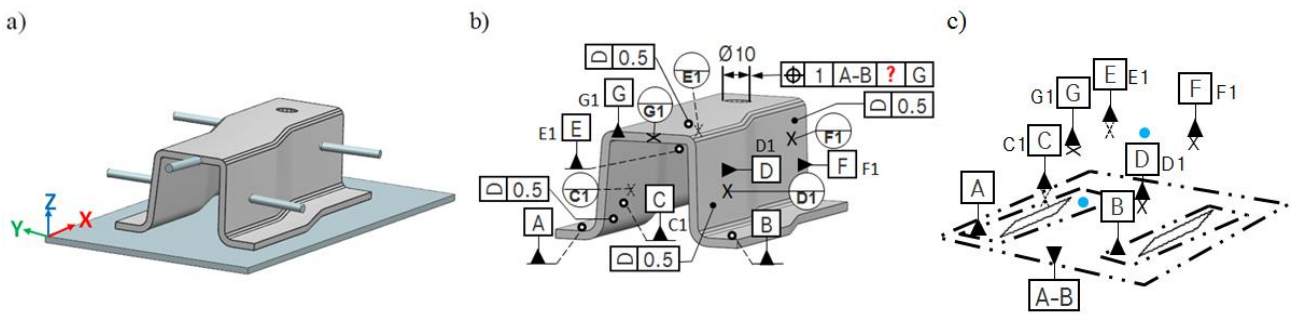 a)
Z
X
Y
b)
⌓ 0.5
E1
Ø10
⌖ 1 A-B ? G
⌓ 0.5
G1 G
G1
E1 E
F1
D1
D
F F1
⌓ 0.5
C1
C
C1
D1
A
B
⌓ 0.5
c)
E E1
G1 G
F F1
C1 C
D D1
A
B
A-B